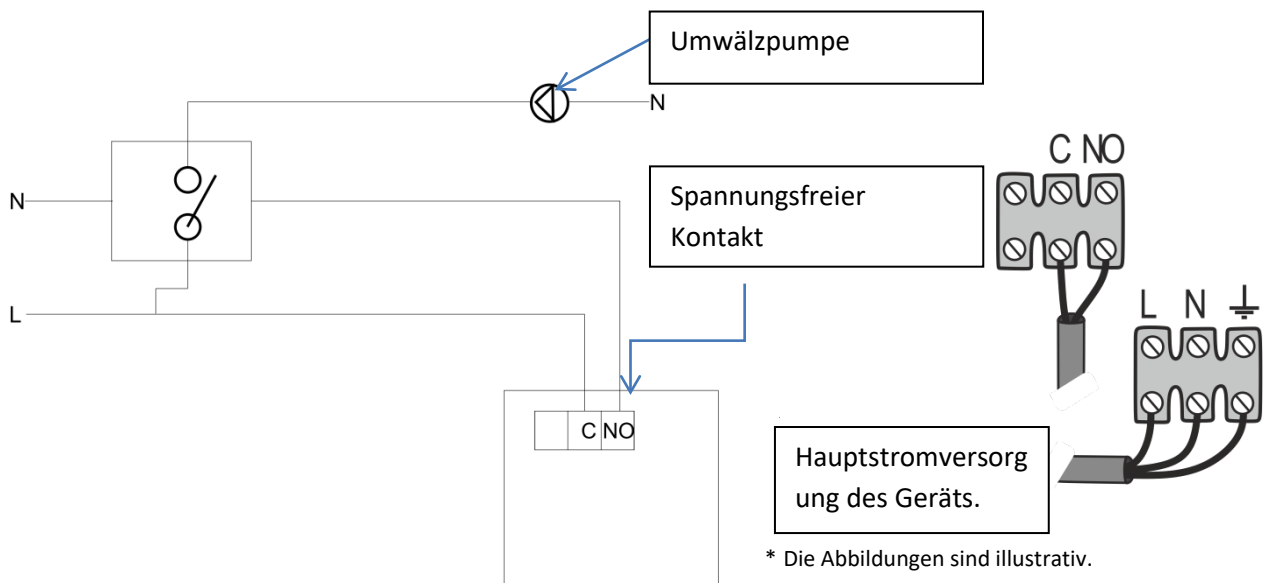 Umwälzpumpe
N
C NO
Spannungsfreier
Kontakt
N
L
L N
C NO
Hauptstromversorg
ung des Geräts.
* Die Abbildungen sind illustrativ.